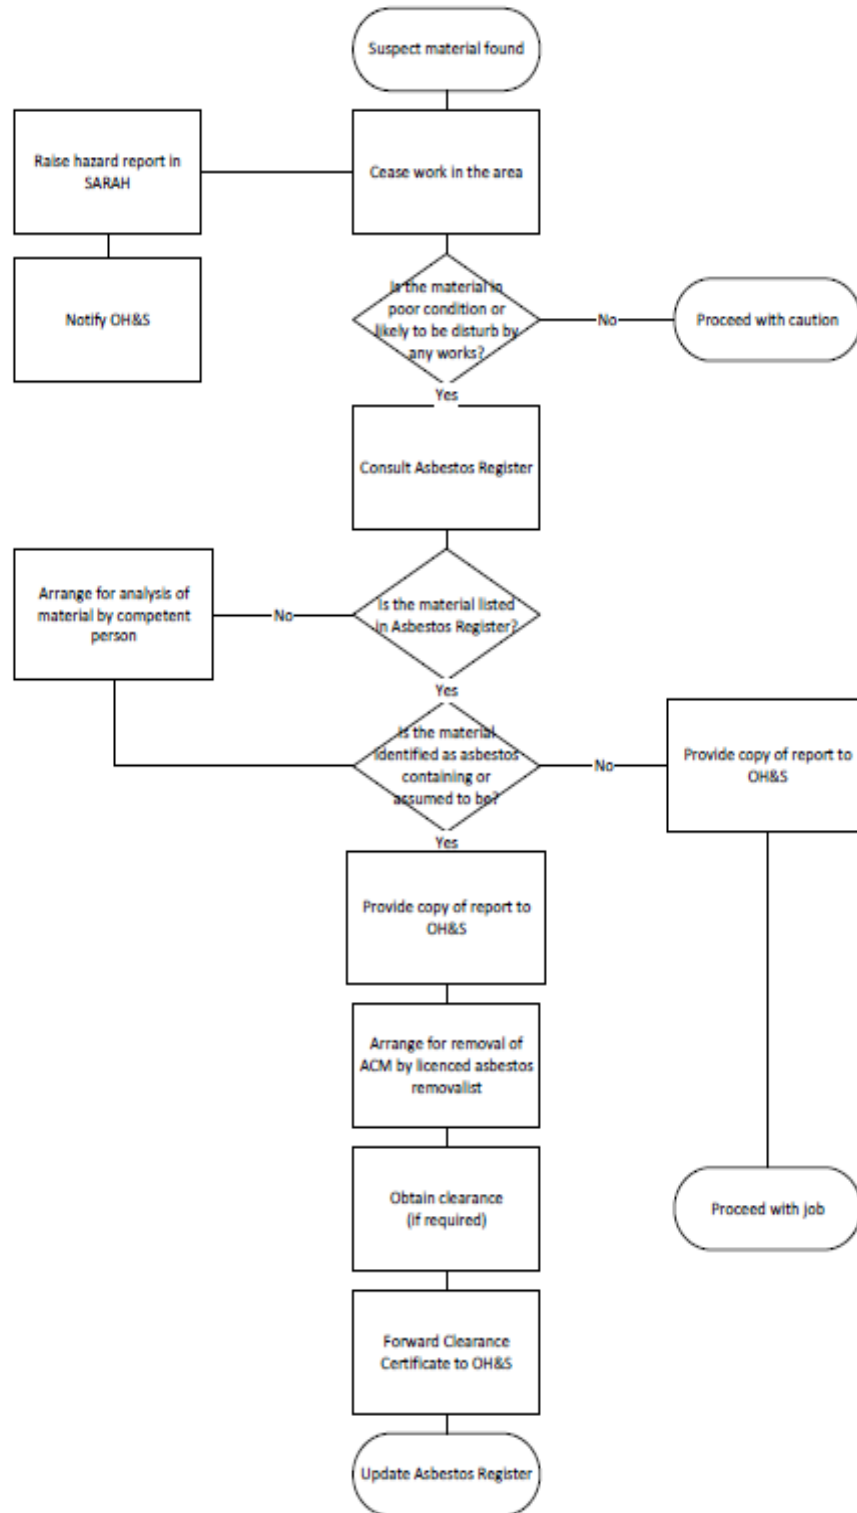 Suspect material found
Raise hazard report in
SARAH
Cease work in the area
Notify OH&S
Is the material in
poor condition or
likely to be disturb by
any works?
No
Proceed with caution
Yes
Consult Asbestos Register
Arrange for analysis of
material by competent
person
No
Is the material listed
in Asbestos Register?
Yes
Is the material
identified as asbestos
containing or
assumed to be?
No
Provide copy of report to
OH&S
Yes
Provide copy of report to
OH&S
Arrange for removal of
ACM by licenced asbestos
removalist
Obtain clearance
(if required)
Proceed with job
Forward Clearance
Certificate to OH&S
Update Asbestos Register